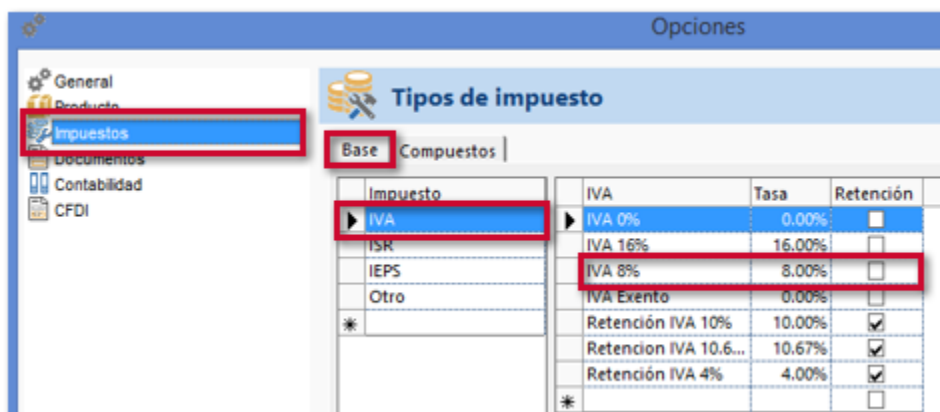 Opciones
General
Producto
Impuestos
Documentos
Contabilidad
CFDI
Tipos de impuesto
Base Compuestos
Impuesto
IVA
ISR
IEPS
Otro
IVA Tasa Retención
IVA 0% 0.00%
IVA 16% 16.00%
IVA 8% 8.00%
IVA Exento 0.00%
Retención IVA 10% 10.00%
Retencion IVA 10.6... 10.67%
Retención IVA 4% 4.00%